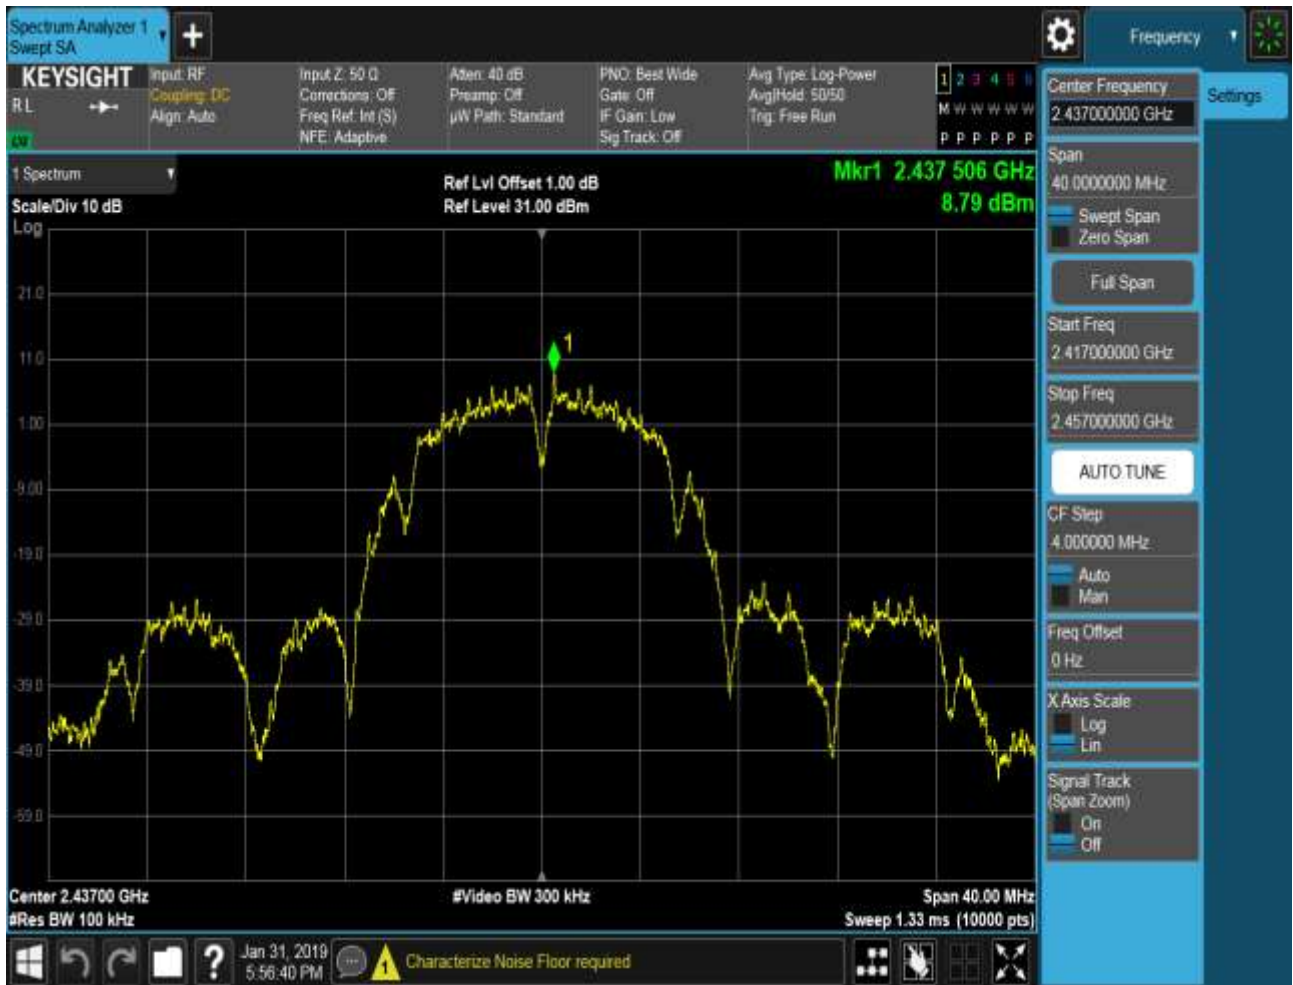 Spectrum Analyzer 1
Swept SA
Frequency
KEYSIGHT
R L
Input: RF
Coupling: DC
Align: Auto
Input Z: 50 Ω
Corrections: Off
Freq Ref: Int (S)
NFE: Adaptive
Atten: 40 dB
Preamp: Off
µW Path: Standard
PNO: Best Wide
Gate: Off
IF Gain: Low
Sig Track: Off
Avg Type: Log-Power
Avg|Hold: 50/50
Trig: Free Run
1 2 3 4 5 6
M W W W W W
P P P P P P
1 Spectrum
Scale/Div 10 dB
Log
Ref Lvl Offset 1.00 dB
Ref Level 31.00 dBm
Mkr1 2.437 506 GHz
8.79 dBm
1
21.0
11.0
1.00
-9.00
-19.0
-29.0
-39.0
-49.0
-59.0
Center 2.43700 GHz
#Res BW 100 kHz
#Video BW 300 kHz
Span 40.00 MHz
Sweep 1.33 ms (10000 pts)
Center Frequency
2.437000000 GHz
Settings
Span
40.0000000 MHz
Swept Span
Zero Span
Full Span
Start Freq
2.417000000 GHz
Stop Freq
2.457000000 GHz
AUTO TUNE
CF Step
4.000000 MHz
Auto
Man
Freq Offset
0 Hz
X Axis Scale
Log
Lin
Signal Track
(Span Zoom)
On
Off
?
Jan 31, 2019
5:56:40 PM
1
Characterize Noise Floor required